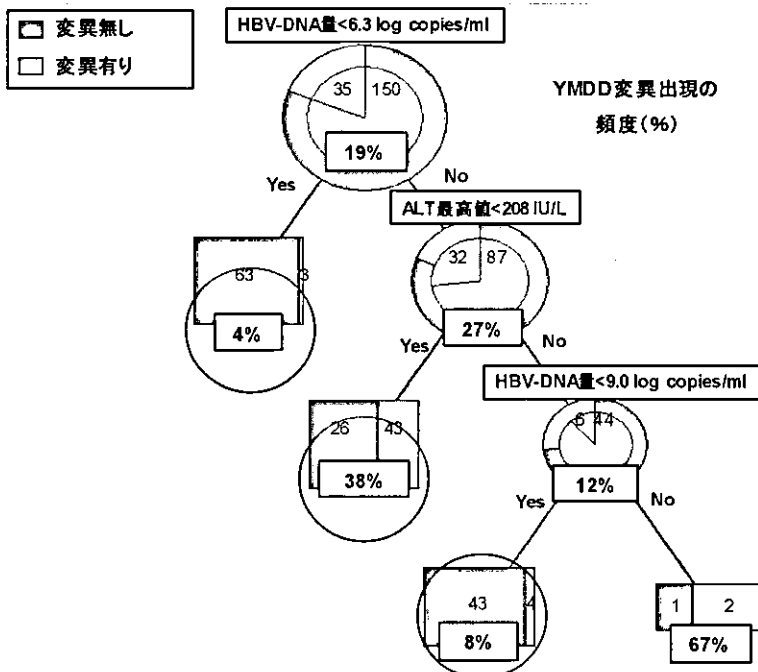 HBV-DNA量<6.3 log copies/ml
変異無し
変異有り
YMDD変異出現の
頻度(%)
35 150
19%
Yes No
ALT最高値<208 IU/L
63 3
32 87
4%
27%
Yes No
HBV-DNA量<9.0 log copies/ml
26 43
6 44
38%
12%
Yes No
43 4
1 2
8%
67%